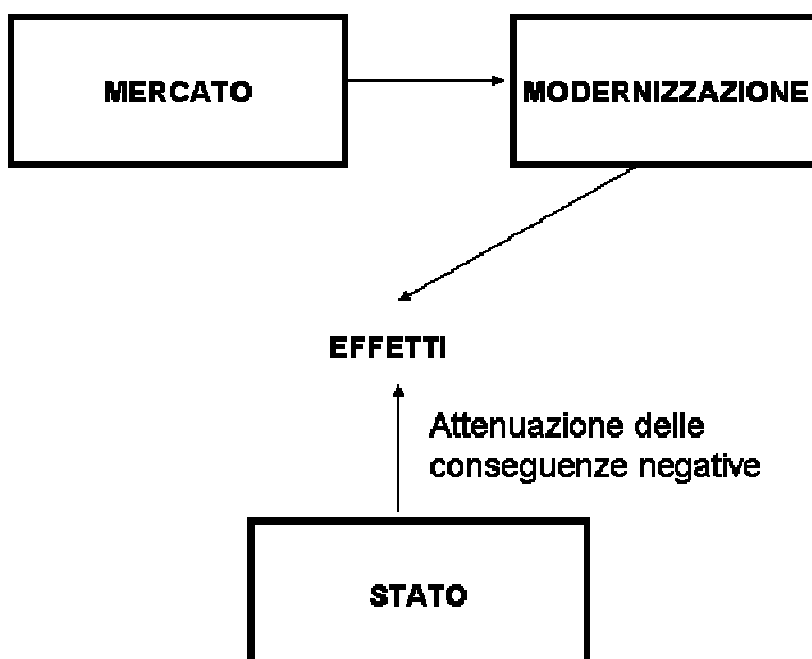 MERCATO
MODERNIZZAZIONE
EFFETTI
Attenuazione delle
conseguenze negative
STATO